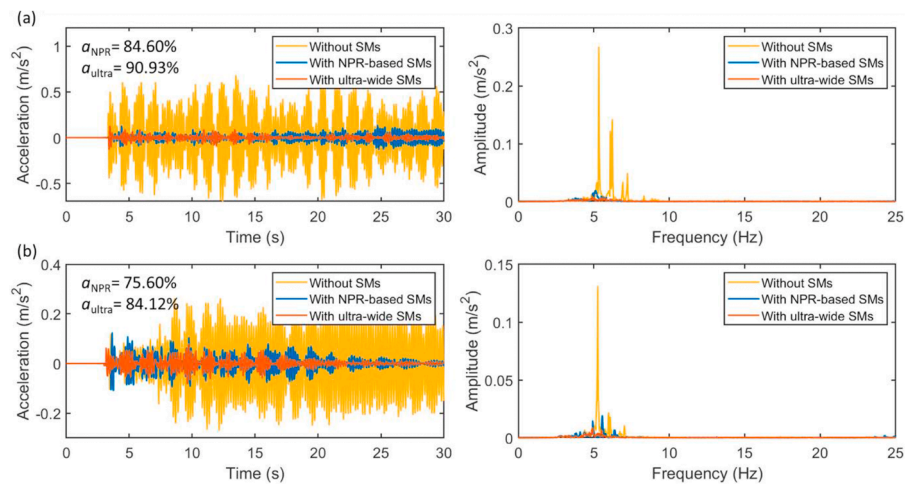 (a)
Acceleration (m/s²)
1
0.5
0
-0.5
αNPR= 84.60%
αultra= 90.93%
Without SMs
With NPR-based SMs
With ultra-wide SMs
0 5 10 15 20 25 30
Time (s)
Amplitude (m/s²)
0.3
0.2
0.1
0
Without SMs
With NPR-based SMs
With ultra-wide SMs
0 5 10 15 20 25
Frequency (Hz)
(b)
Acceleration (m/s²)
0.4
0.2
0
-0.2
αNPR= 75.60%
αultra= 84.12%
Without SMs
With NPR-based SMs
With ultra-wide SMs
0 5 10 15 20 25 30
Time (s)
Amplitude (m/s²)
0.15
0.1
0.05
0
Without SMs
With NPR-based SMs
With ultra-wide SMs
0 5 10 15 20 25
Frequency (Hz)